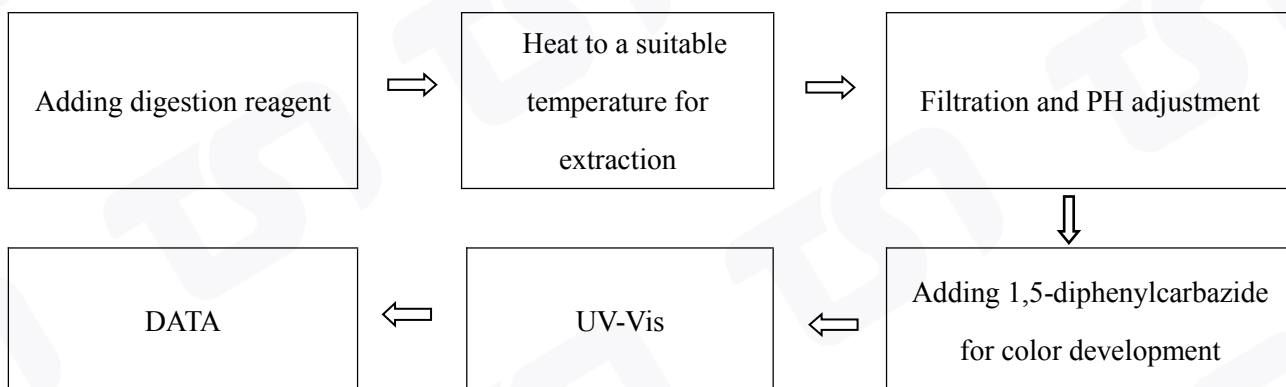 Adding digestion reagent
Heat to a suitable
temperature for
extraction
Filtration and PH adjustment
Adding 1,5-diphenylcarbazide
for color development
UV-Vis
DATA